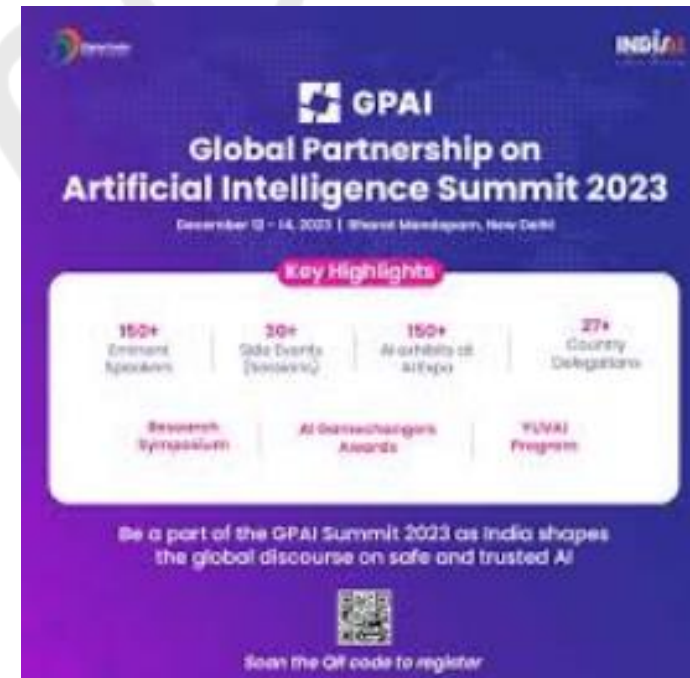 INDIAai
GPAI
Global Partnership on
Artificial Intelligence Summit 2023
December 12 - 14, 2023 | Bharat Mandapam, New Delhi
Key Highlights
150+ 30+ 150+ 27+
Eminent Side Events AI exhibits at Country
Speakers (Sessions) AI Expo Delegations
Research AI Gamechangers YUVAi
Symposium Awards Program
Be a part of the GPAI Summit 2023 as India shapes
the global discourse on safe and trusted AI
Scan the QR code to register